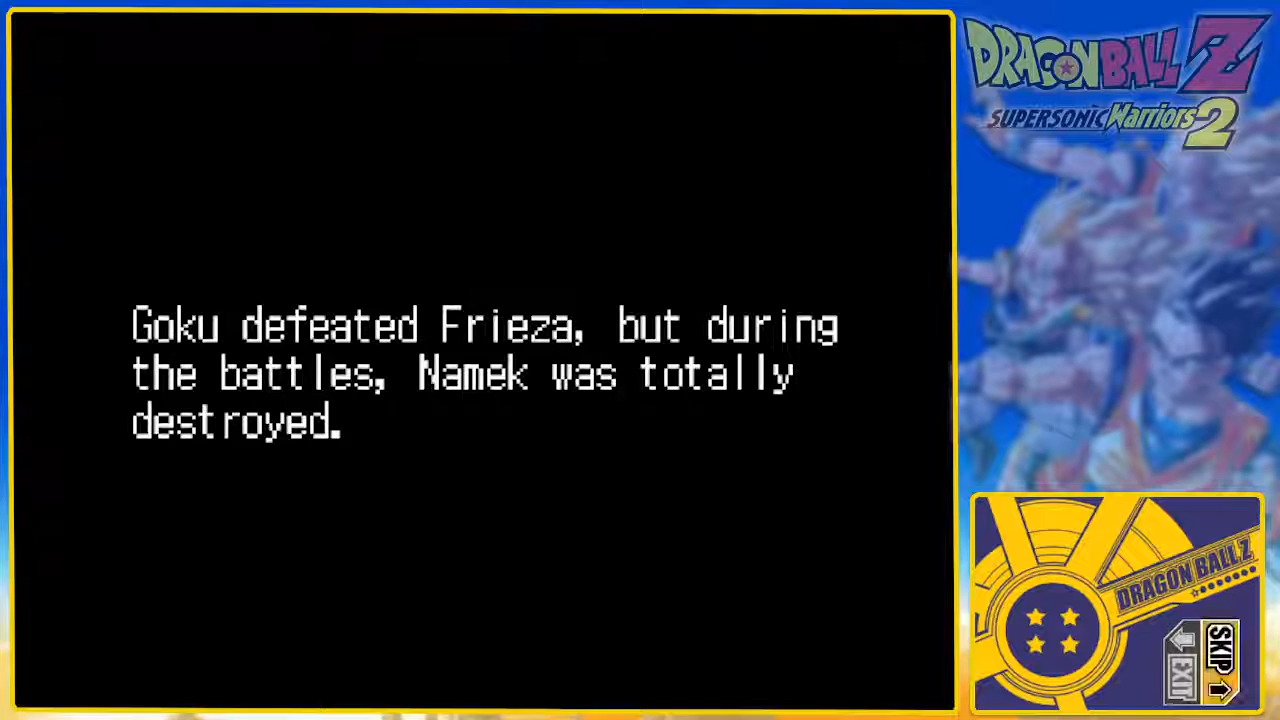 Goku defeated Frieza, but during
the battles, Namek was totally
destroyed.
DRAGON BALL Z
SUPERSONIC Warriors 2
DRAGON BALL Z
SKIP
EXIT